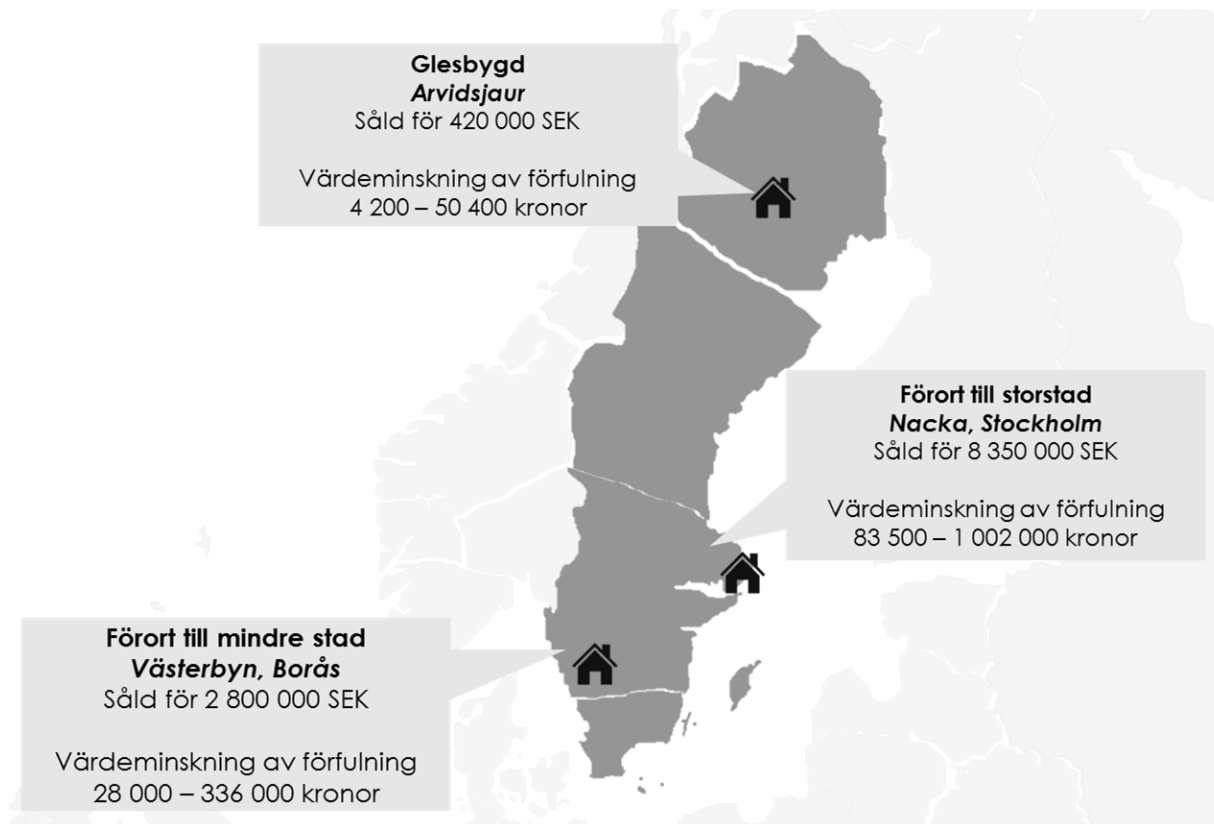 Glesbygd
Arvidsjaur
Såld för 420 000 SEK
Värdeminskning av förfulning
4 200 – 50 400 kronor
Förort till storstad
Nacka, Stockholm
Såld för 8 350 000 SEK
Värdeminskning av förfulning
83 500 – 1 002 000 kronor
Förort till mindre stad
Västerbyn, Borås
Såld för 2 800 000 SEK
Värdeminskning av förfulning
28 000 – 336 000 kronor